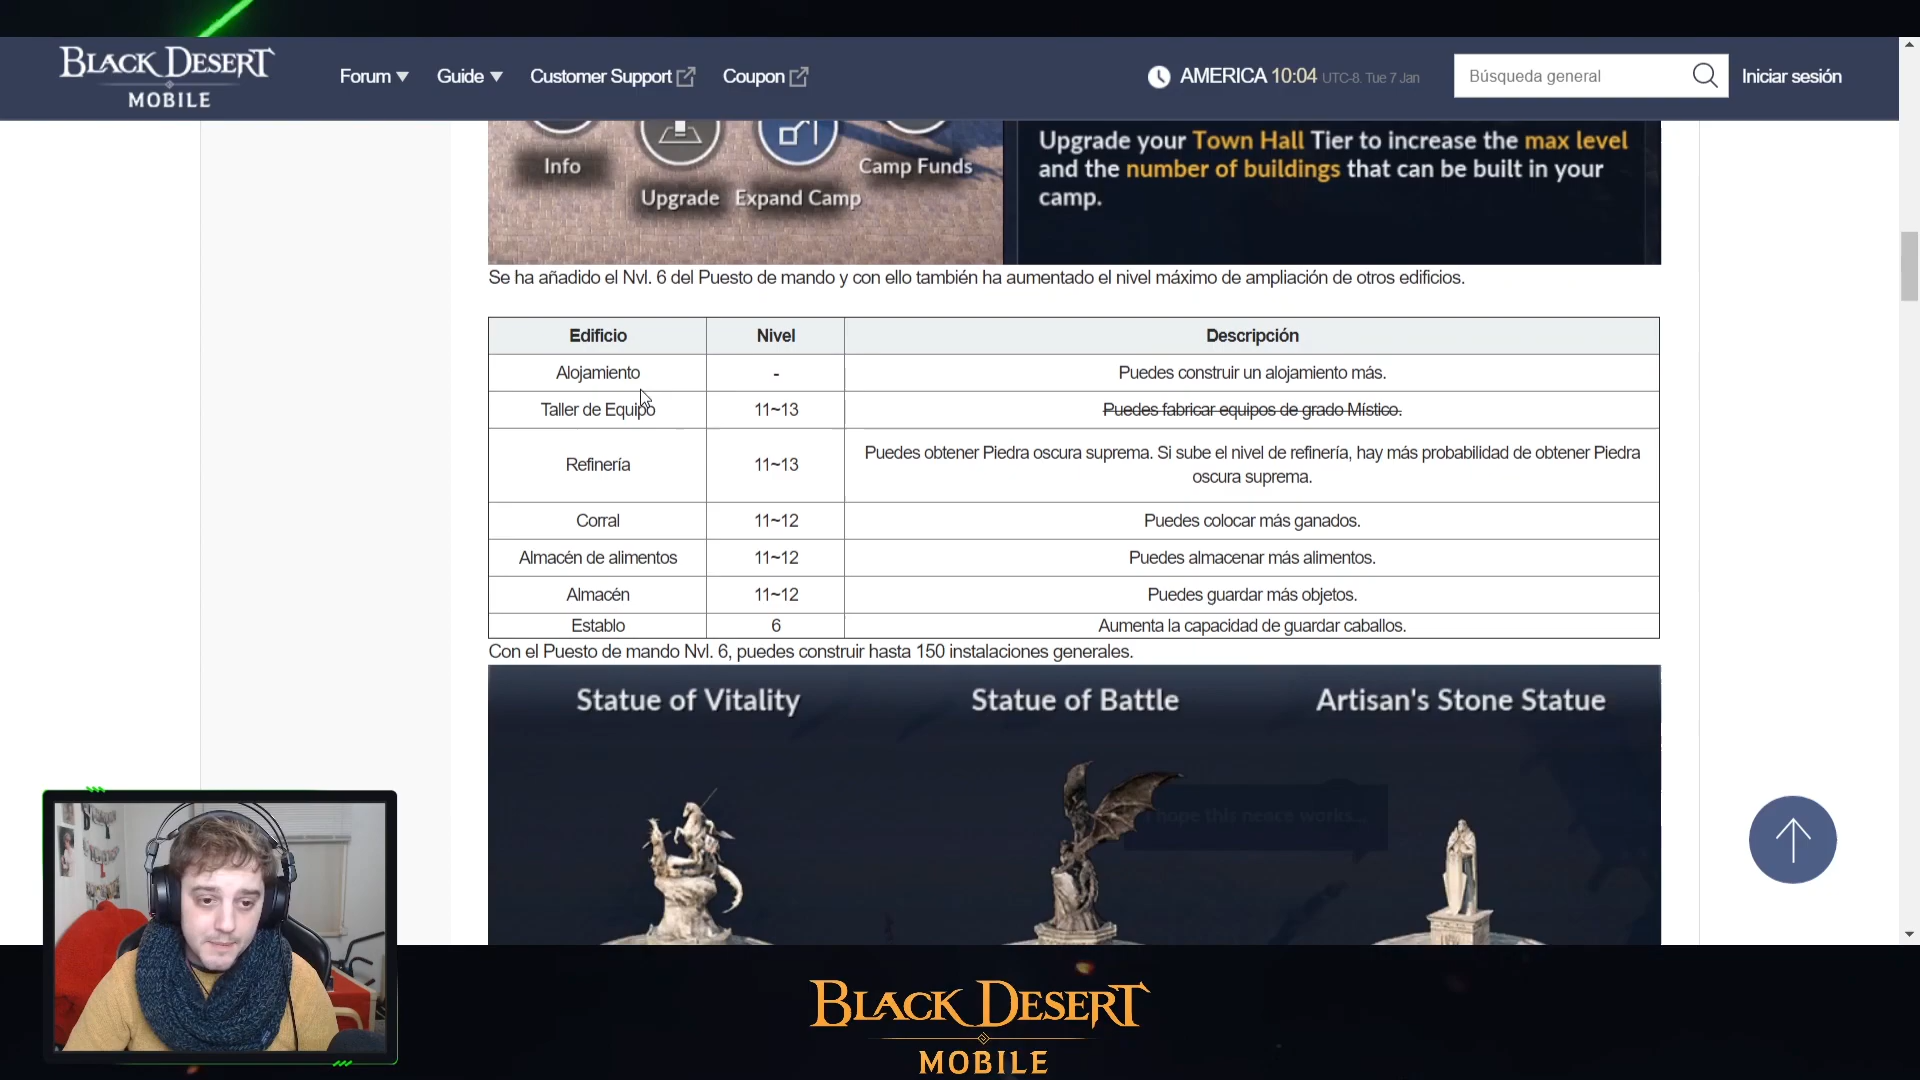 BLACK DESERT
MOBILE
Forum ▼ Guide ▼ Customer Support Coupon
AMERICA 10:04 UTC-8. Tue 7 Jan
Búsqueda general
Iniciar sesión
Info
Upgrade
Expand Camp
Camp Funds
Upgrade your Town Hall Tier to increase the max level
and the number of buildings that can be built in your
camp.
Se ha añadido el Nvl. 6 del Puesto de mando y con ello también ha aumentado el nivel máximo de ampliación de otros edificios.
Edificio Nivel Descripción
Alojamiento - Puedes construir un alojamiento más.
Taller de Equipo 11~13 Puedes fabricar equipos de grado Místico.
Refinería 11~13 Puedes obtener Piedra oscura suprema. Si sube el nivel de refinería, hay más probabilidad de obtener Piedra
oscura suprema.
Corral 11~12 Puedes colocar más ganados.
Almacén de alimentos 11~12 Puedes almacenar más alimentos.
Almacén 11~12 Puedes guardar más objetos.
Establo 6 Aumenta la capacidad de guardar caballos.
Con el Puesto de mando Nvl. 6, puedes construir hasta 150 instalaciones generales.
Statue of Vitality Statue of Battle Artisan's Stone Statue
hope this works...
BLACK DESERT
MOBILE